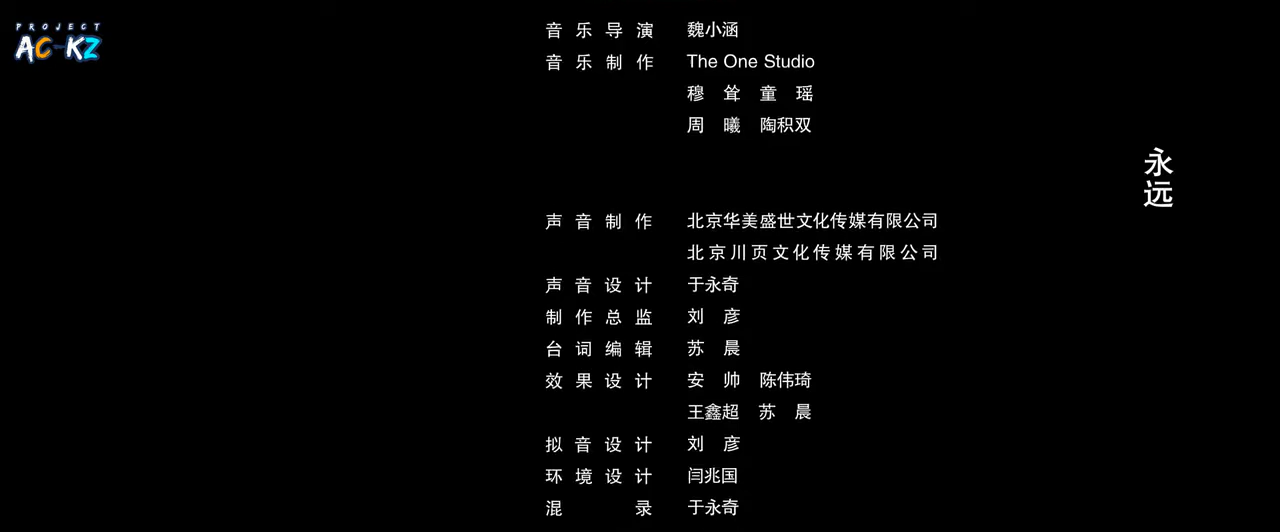 PROJECT
AC-KZ
音乐导演 魏小涵
音乐制作 The One Studio
穆耸 童瑶
周曦 陶积双
永远
声音制作 北京华美盛世文化传媒有限公司
北京川页文化传媒有限公司
声音设计 于永奇
制作总监 刘彦
台词编辑 苏晨
效果设计 安帅 陈伟琦
王鑫超 苏晨
拟音设计 刘彦
环境设计 闫兆国
混录 于永奇